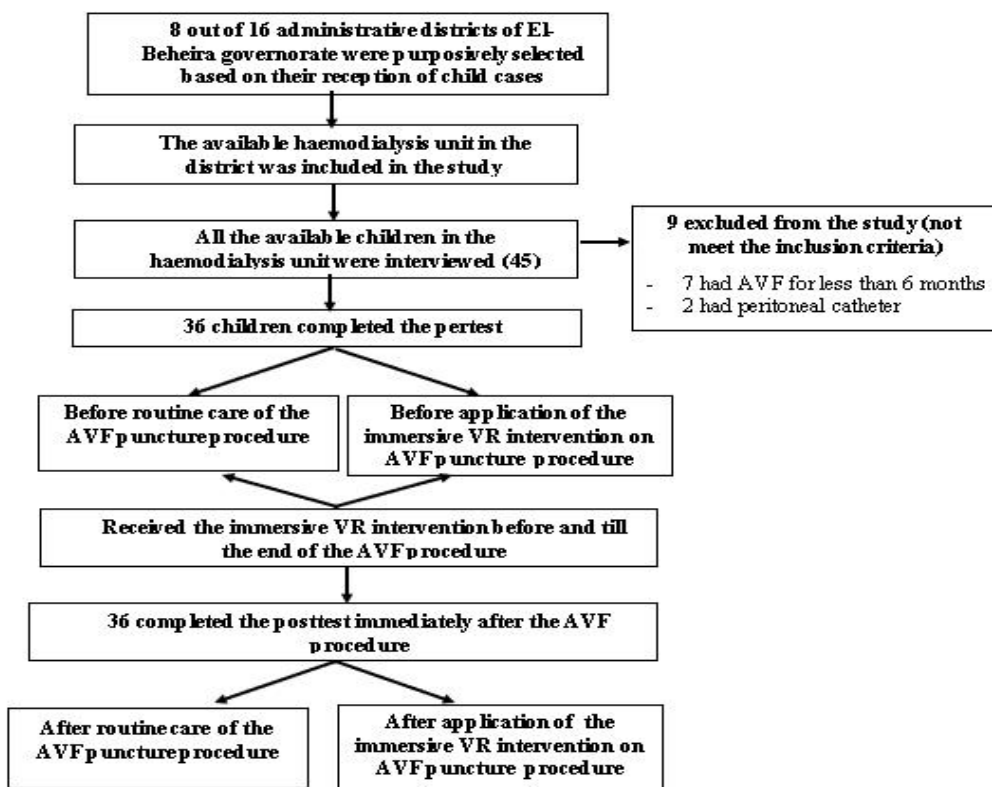 8 out of 16 administrative districts of El-
Beheira governorate were purposively selected
based on their reception of child cases
The available haemodialysis unit in the
district was included in the study
All the available children in the
haemodialysis unit were interviewed (45)
9 excluded from the study (not
meet the inclusion criteria)
- 7 had AVF for less than 6 months
- 2 had peritoneal catheter
36 children completed the pertest
Before routine care of the
AVF puncture procedure
Before application of the
immersive VR intervention on
AVF puncture procedure
Received the immersive VR intervention before and till
the end of the AVF procedure
36 completed the posttest immediately after the AVF
procedure
After routine care of the
AVF puncture procedure
After application of the
immersive VR intervention on
AVF puncture procedure